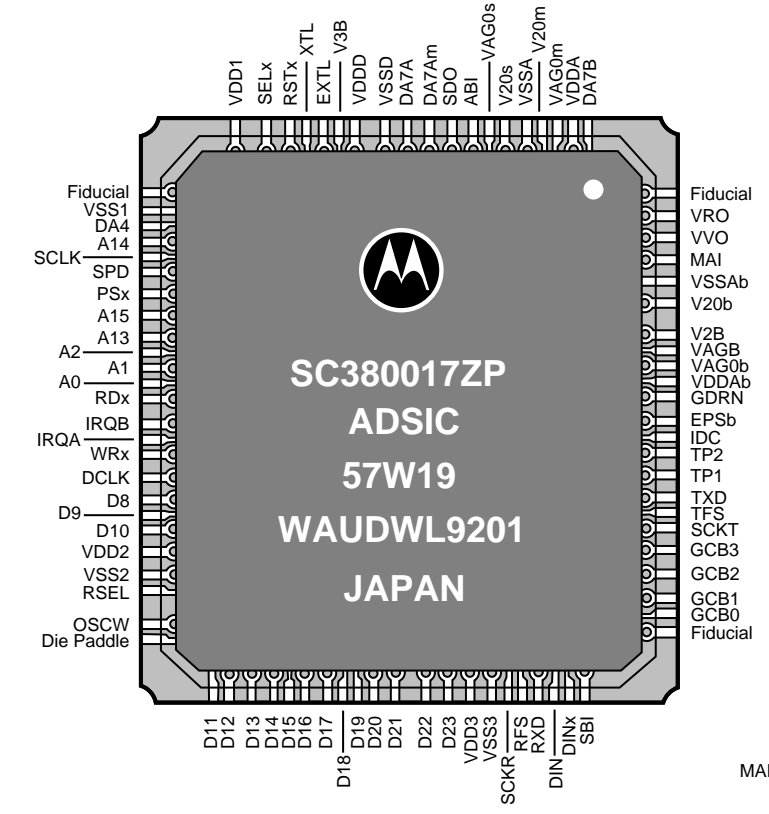 VDD1
SELx
RSTx
XTL
EXTL
V3B
VDDD
VSSD
DA7A
DA7Am
SDO
ABI
VAG0s
V20s
VSSA
V20m
VAG0m
VDDA
DA7B
Fiducial
VSS1
DA4
A14
SCLK
SPD
PSx
A15
A13
A2
A1
A0
RDx
IRQB
IRQA
WRx
DCLK
D8
D9
D10
VDD2
VSS2
RSEL
OSCW
Die Paddle
SC380017ZP
ADSIC
57W19
WAUDWL9201
JAPAN
Fiducial
VRO
VVO
MAI
VSSAb
V20b
V2B
VAGB
VAG0b
VDDAb
GDRN
EPSb
IDC
TP2
TP1
TXD
TFS
SCKT
GCB3
GCB2
GCB1
GCB0
Fiducial
D11
D12
D13
D14
D15
D16
D17
D18
D19
D20
D21
D22
D23
VDD3
VSS3
SCKR
RFS
RXD
DIN
DINx
SBI